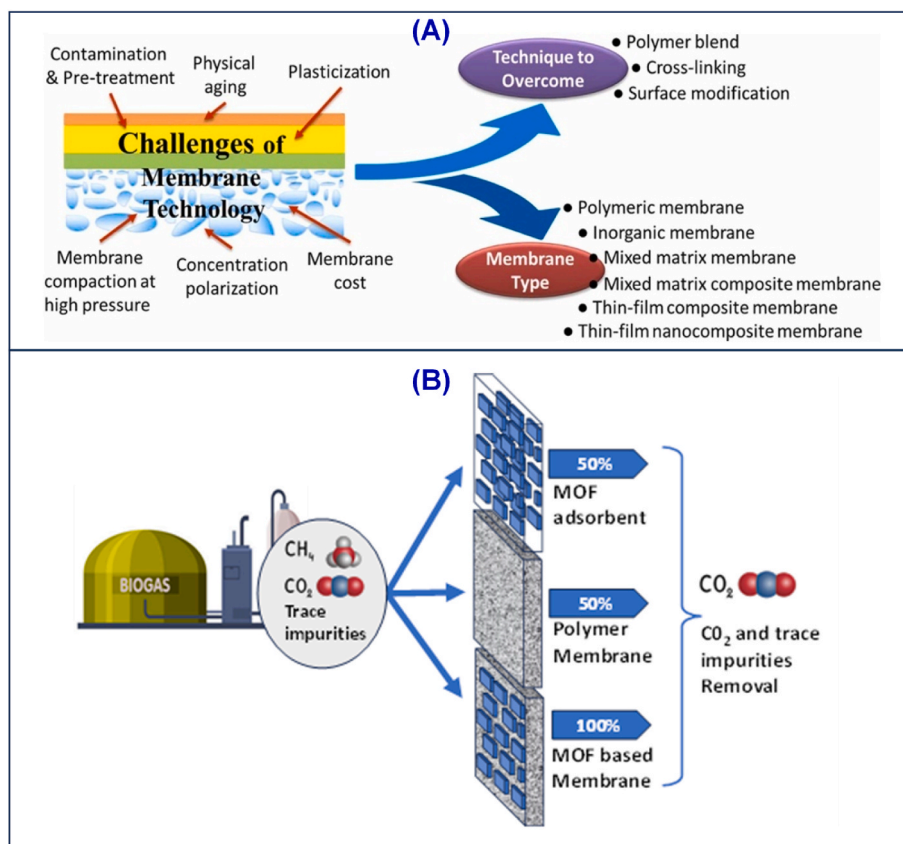 (A)
Contamination
& Pre-treatment
Physical
aging
Plasticization
Challenges of
Membrane
Technology
Membrane
compaction at
high pressure
Concentration
polarization
Membrane
cost
Technique to
Overcome
● Polymer blend
● Cross-linking
● Surface modification
Membrane
Type
● Polymeric membrane
● Inorganic membrane
● Mixed matrix membrane
● Mixed matrix composite membrane
● Thin-film composite membrane
● Thin-film nanocomposite membrane
(B)
BIOGAS
CH₄
CO₂
Trace
impurities
50%
MOF
adsorbent
50%
Polymer
Membrane
100%
MOF based
Membrane
CO₂
C0₂ and trace
impurities
Removal